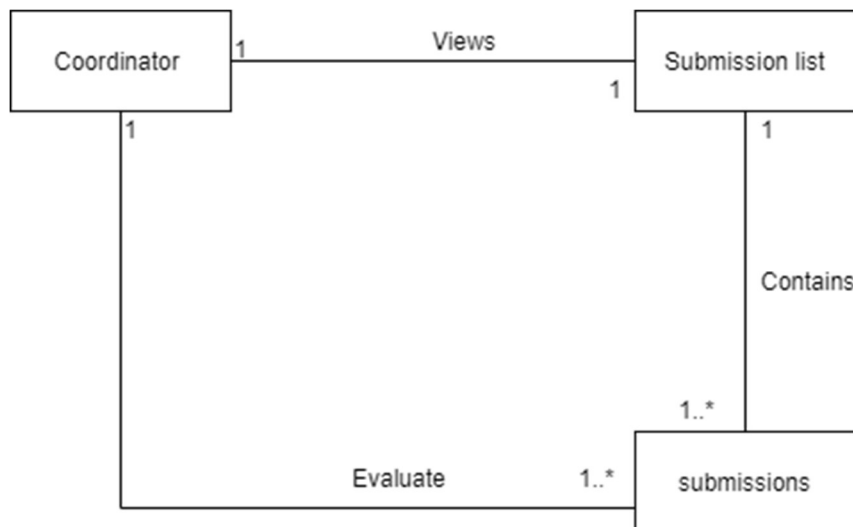 Coordinator
1
Views
1
Submission list
1
1
Contains
1..*
Evaluate
1..*
submissions